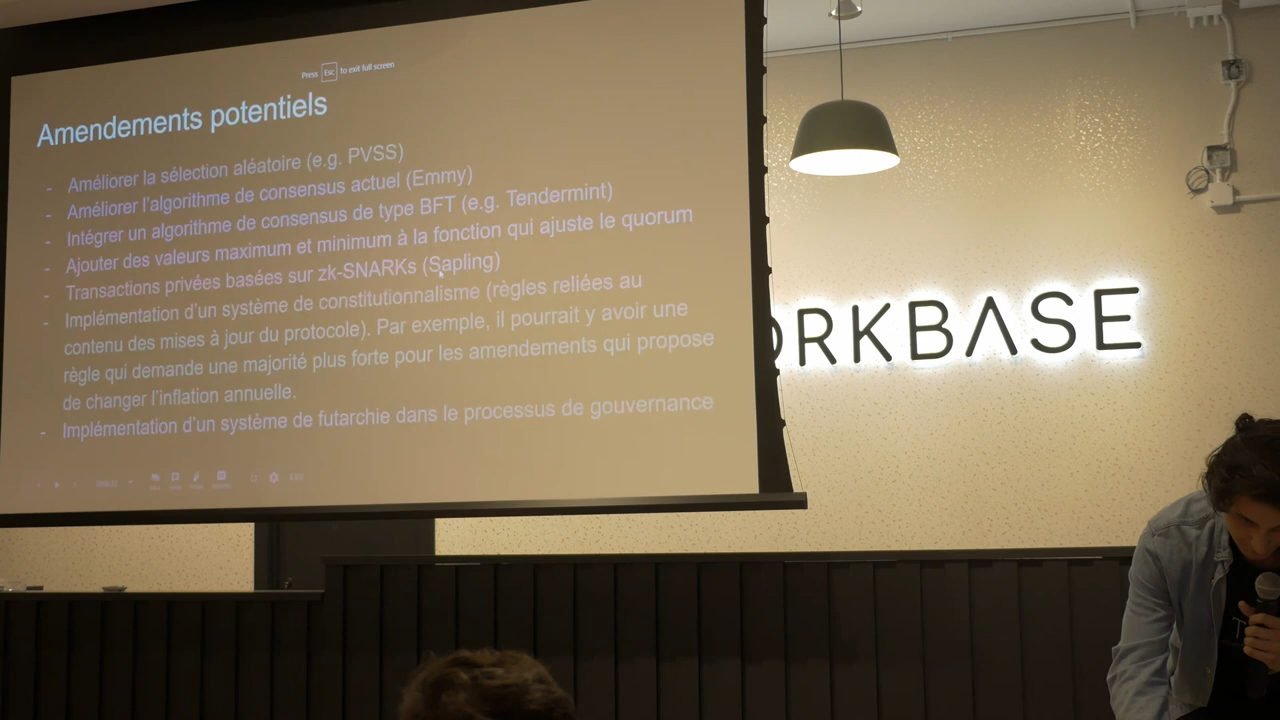 Press Esc to exit full screen
Amendements potentiels
- Améliorer la sélection aléatoire (e.g. PVSS)
- Améliorer l'algorithme de consensus actuel (Emmy)
- Intégrer un algorithme de consensus de type BFT (e.g. Tendermint)
- Ajouter des valeurs maximum et minimum à la fonction qui ajuste le quorum
- Transactions privées basées sur zk-SNARKs (Sapling)
- Implémentation d'un système de constitutionnalisme (règles reliées au
contenu des mises à jour du protocole). Par exemple, il pourrait y avoir une
règle qui demande une majorité plus forte pour les amendements qui propose
de changer l'inflation annuelle.
- Implémentation d'un système de futarchie dans le processus de gouvernance
ORKBASE